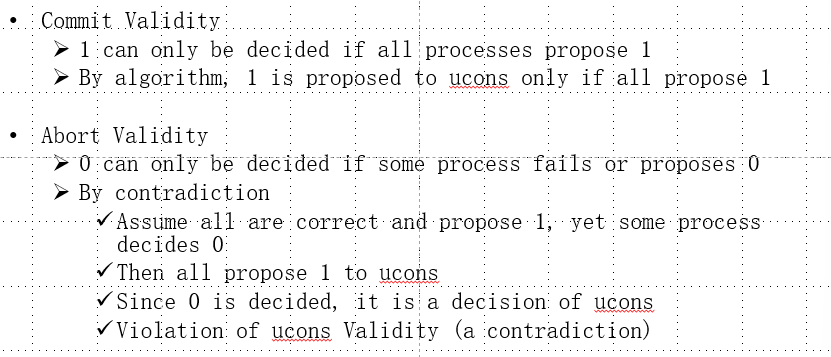 • Commit Validity
➢ 1 can only be decided if all processes propose 1
➢ By algorithm, 1 is proposed to ucons only if all propose 1
• Abort Validity
➢ 0 can only be decided if some process fails or proposes 0
➢ By contradiction
✓ Assume all are correct and propose 1, yet some process
decides 0
✓ Then all propose 1 to ucons
✓ Since 0 is decided, it is a decision of ucons
✓ Violation of ucons Validity (a contradiction)